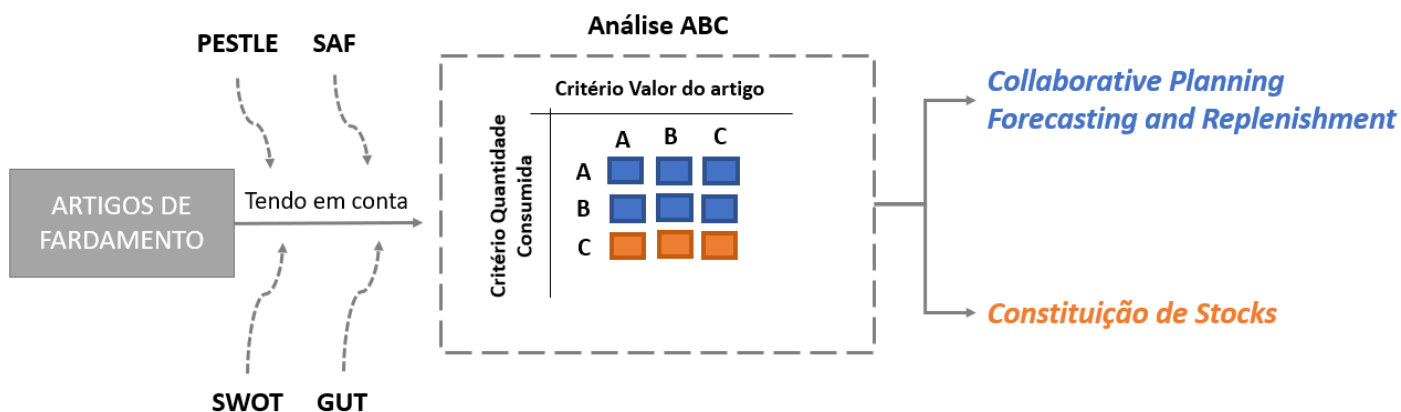 Análise ABC
PESTLE
SAF
ARTIGOS DE
FARDAMENTO
Tendo em conta
SWOT
GUT
Critério Valor do artigo
Critério Quantidade
Consumida
A
B
C
A
B
C
Collaborative Planning
Forecasting and Replenishment
Constituição de Stocks